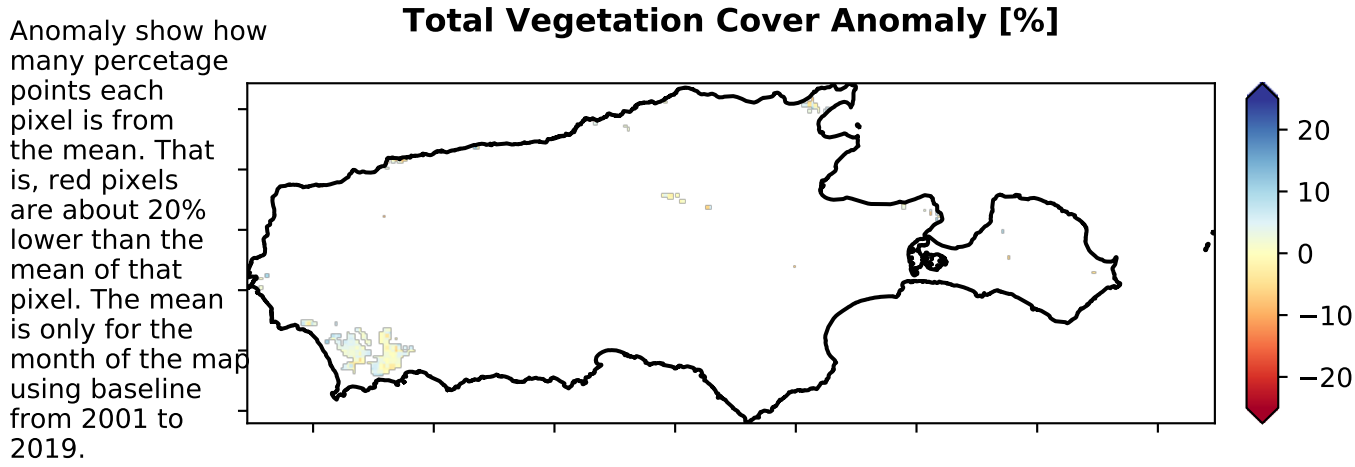 Total Vegetation Cover Anomaly [%]
Anomaly show how
many percetage
points each
pixel is from
the mean. That
is, red pixels
are about 20%
lower than the
mean of that
pixel. The mean
is only for the
month of the map
using baseline
from 2001 to
2019.
20
10
0
−10
−20